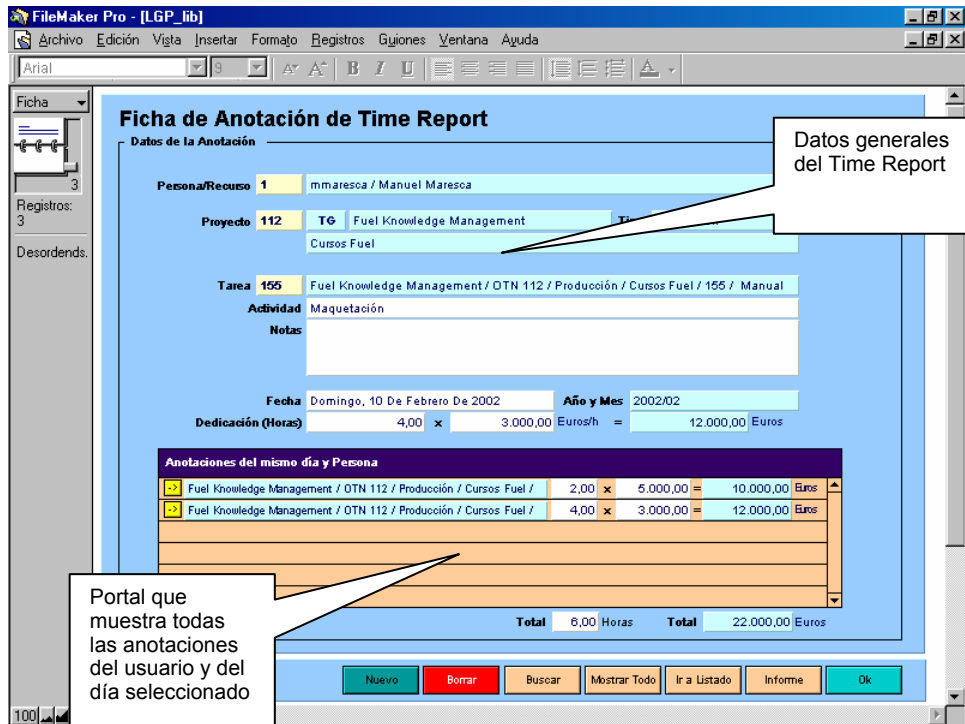 FileMaker Pro - [LGP_lib]
Archivo Edición Vista Insertar Formato Registros Guiones Ventana Ayuda
Arial 9 B I U A
Ficha
3
Registros:
3
Desordends.
Ficha de Anotación de Time Report
Datos de la Anotación
Datos generales
del Time Report
Persona/Recurso 1 mmaresca / Manuel Maresca
Proyecto 112 TG Fuel Knowledge Management
Cursos Fuel
Tarea 155 Fuel Knowledge Management / OTN 112 / Producción / Cursos Fuel / 155 / Manual
Actividad Maquetación
Notas
Fecha Domingo, 10 De Febrero De 2002 Año y Mes 2002/02
Dedicación (Horas) 4,00 x 3.000,00 Euros/h = 12.000,00 Euros
Anotaciones del mismo día y Persona
-> Fuel Knowledge Management / OTN 112 / Producción / Cursos Fuel / 2,00 x 5.000,00 = 10.000,00 Euros
-> Fuel Knowledge Management / OTN 112 / Producción / Cursos Fuel / 4,00 x 3.000,00 = 12.000,00 Euros
Portal que
muestra todas
las anotaciones
del usuario y del
día seleccionado
Total 6,00 Horas Total 22.000,00 Euros
Nuevo Borrar Buscar Mostrar Todo Ir a Listado Informe Ok
100